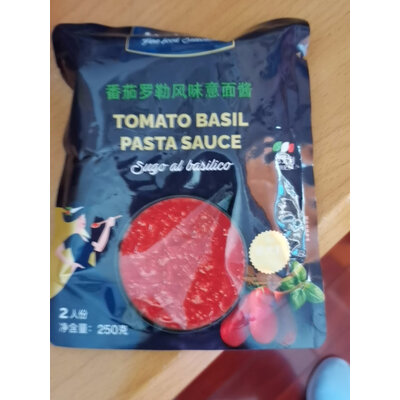 番茄罗勒风味意面酱
TOMATO BASIL
PASTA SAUCE
Sugo al basilico
2人份
净含量: 250克